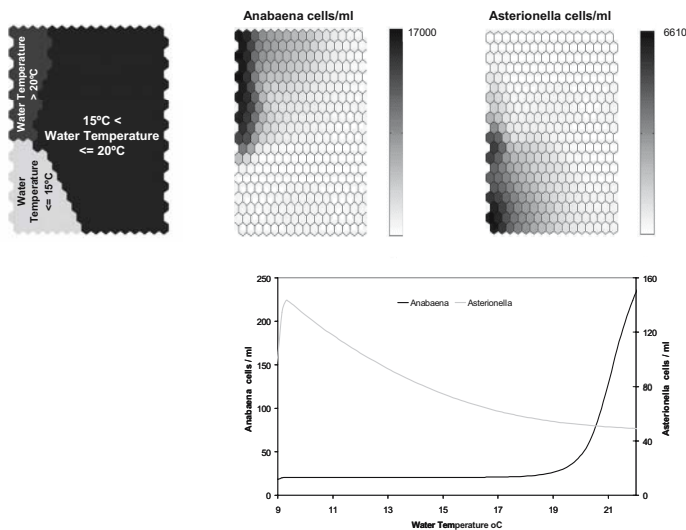 Anabaena cells/ml
Asterionella cells/ml
Water Temperature
> 20ºC
15ºC <
Water Temperature
<= 20ºC
Water
Temperature
<= 15ºC
17000
6610
250
200
150
100
50
0
Anabaena cells / ml
Anabaena
Asterionella
160
120
80
40
0
Asterionella cells / ml
9
11
13
15
17
19
21
Water Temperature oC